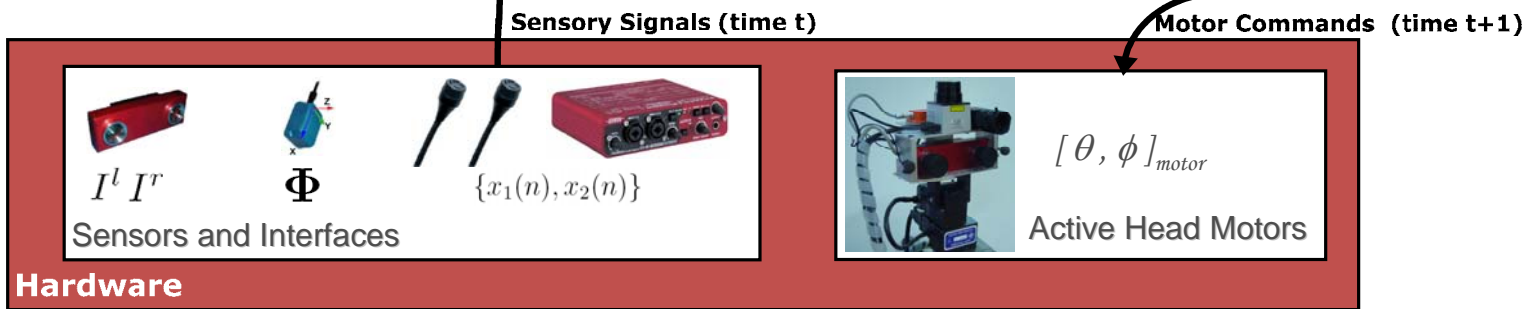 Sensory Signals (time t)
Motor Commands (time t+1)
Z
Y
X
I^l I^r
Φ
{x_1(n), x_2(n)}
[θ, ϕ]_motor
Sensors and Interfaces
Active Head Motors
Hardware